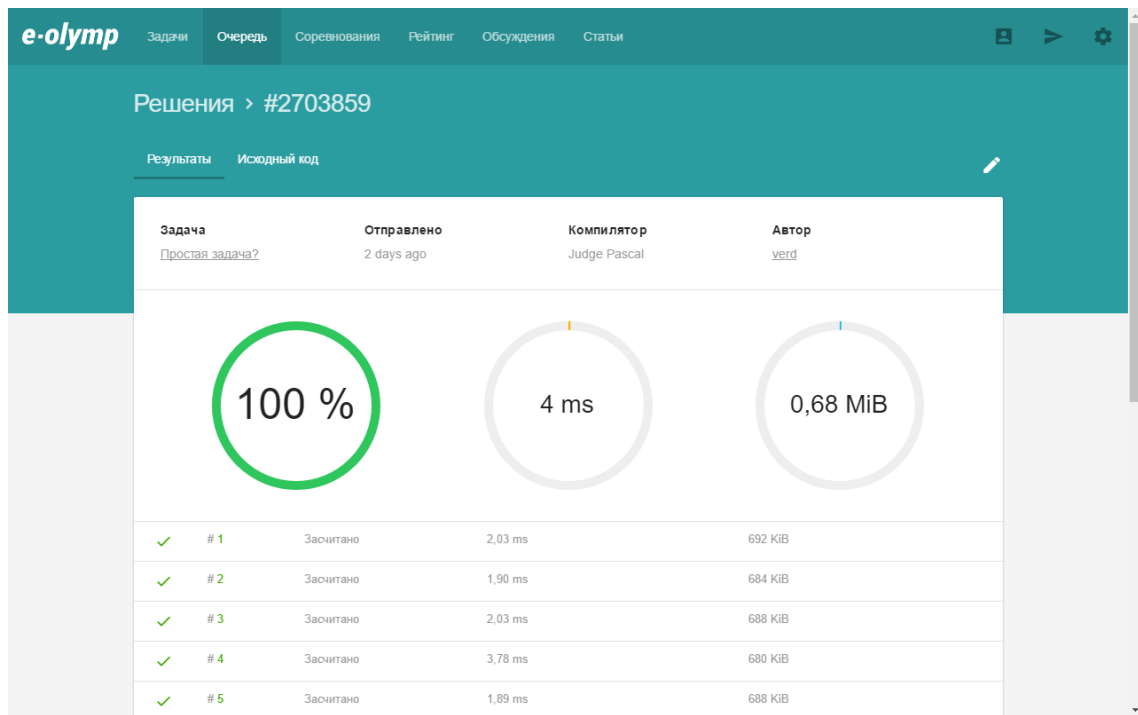 e-olymp Задачи Очередь Соревнования Рейтинг Обсуждения Статьи
Решения › #2703859
Результаты Исходный код
Задача Отправлено Компилятор Автор
Простая задача? 2 days ago Judge Pascal verd
100 % 4 ms 0,68 MiB
# 1 Засчитано 2,03 ms 692 KiB
# 2 Засчитано 1,90 ms 684 KiB
# 3 Засчитано 2,03 ms 688 KiB
# 4 Засчитано 3,78 ms 680 KiB
# 5 Засчитано 1,89 ms 688 KiB